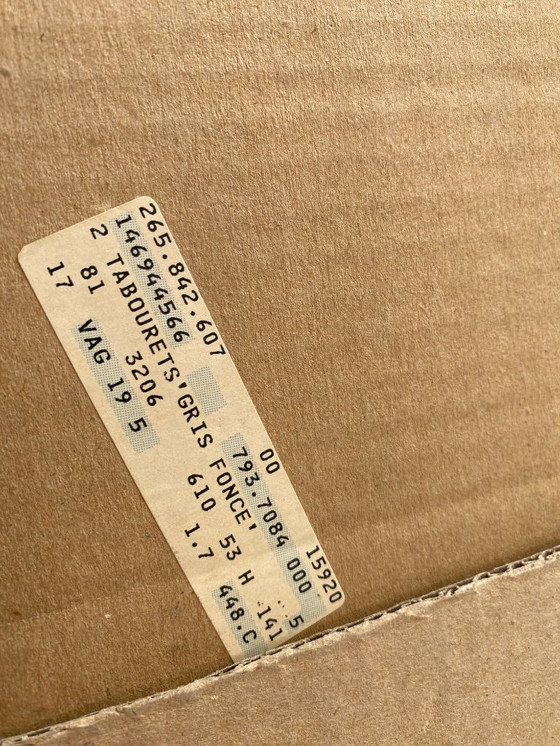 265.842.607 00 15920
146944566 793.7084 000
2 TABOURETS'GRIS FONCE' 5
81 3206 610 53 H 141
17 VAG 19 5 1.7 448.C